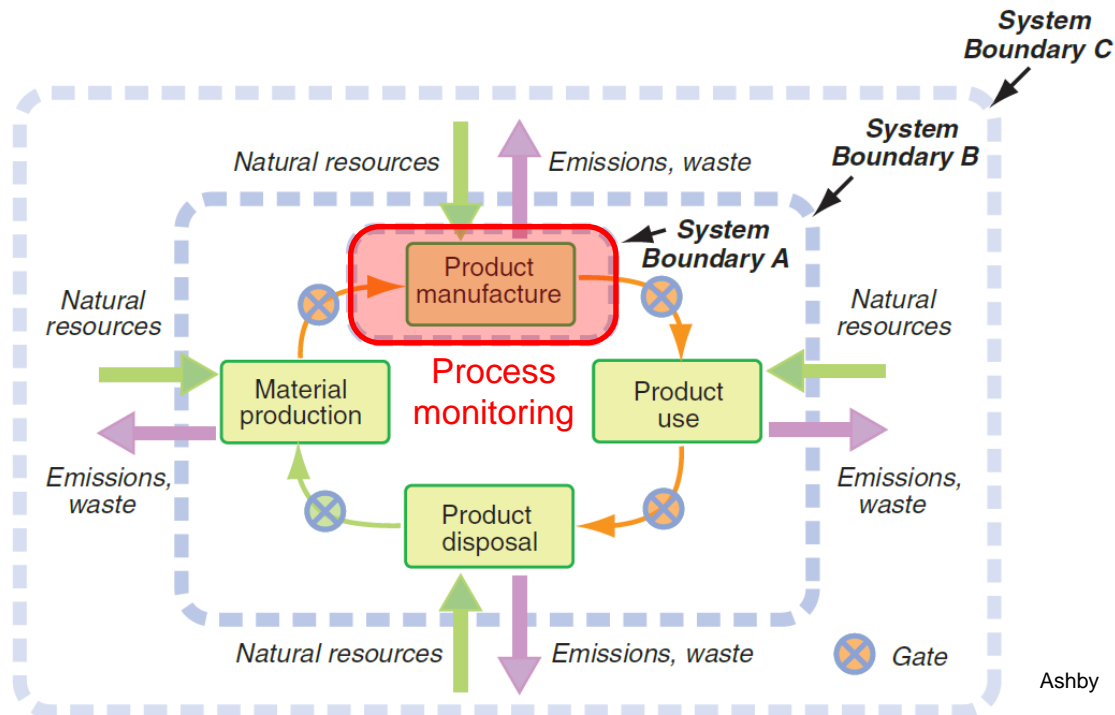 System
Boundary C
System
Boundary B
Natural resources
Emissions, waste
System
Boundary A
Product
manufacture
Natural
resources
Natural
resources
Process
monitoring
Material
production
Product
use
Emissions,
waste
Emissions,
waste
Product
disposal
Natural resources
Emissions, waste
Gate
Ashby